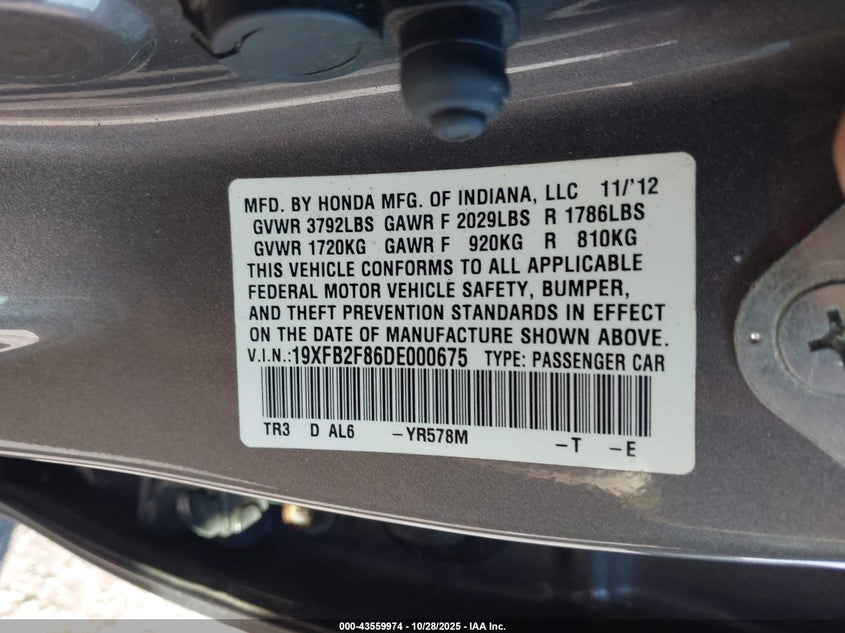 MFD. BY HONDA MFG. OF INDIANA, LLC 11/'12
GVWR 3792LBS GAWR F 2029LBS R 1786LBS
GVWR 1720KG GAWR F 920KG R 810KG
THIS VEHICLE CONFORMS TO ALL APPLICABLE
FEDERAL MOTOR VEHICLE SAFETY, BUMPER,
AND THEFT PREVENTION STANDARDS IN EFFECT
ON THE DATE OF MANUFACTURE SHOWN ABOVE.
V.I.N.:19XFB2F86DE000675 TYPE: PASSENGER CAR
TR3 D AL6 -YR578M -T -E
000-43559974 | 10/28/2025 - IAA Inc.